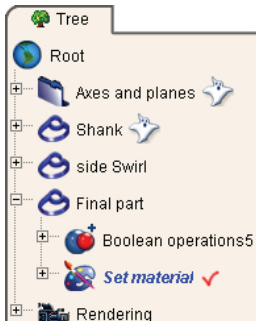 Tree
Root
Axes and planes
Shank
side Swirl
Final part
Boolean operations5
Set material
Rendering